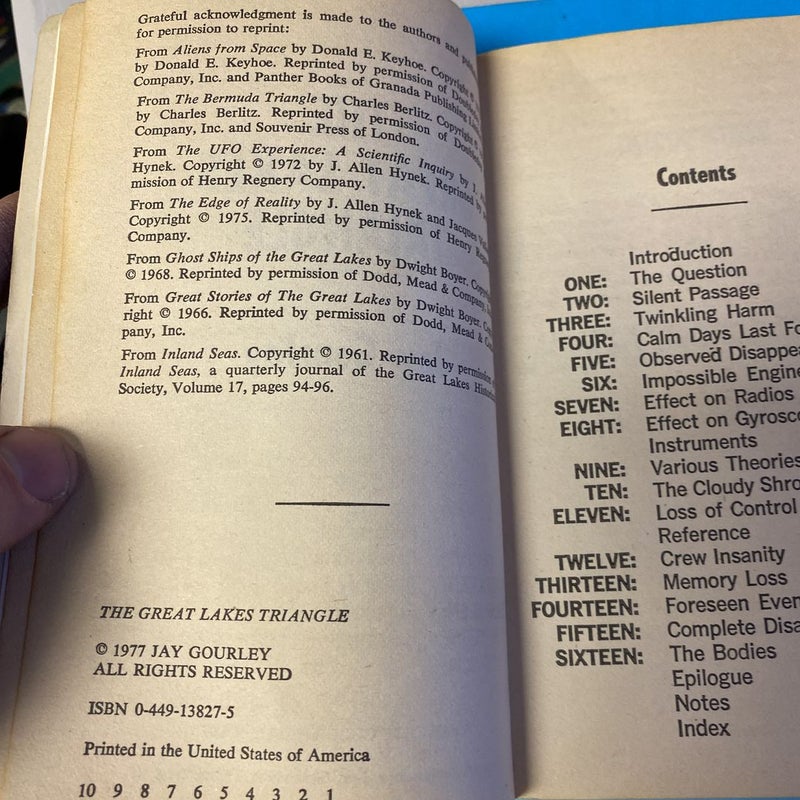 Grateful acknowledgment is made to the authors and
for permission to reprint:
From Aliens from Space by Donald E. Keyhoe. Copyright ©
by Donald E. Keyhoe. Reprinted by permission of
Company, Inc. and Panther Books of Granada Publishing
From The Bermuda Triangle by Charles Berlitz. Copyright ©
by Charles Berlitz. Reprinted by permission of
Company, Inc. and Souvenir Press of London.
From The UFO Experience: A Scientific Inquiry by J.
Hynek. Copyright © 1972 by J. Allen Hynek. Reprinted
mission of Henry Regnery Company.
From The Edge of Reality by J. Allen Hynek and Jacques
Copyright © 1975. Reprinted by permission of Henry
Company.
From Ghost Ships of the Great Lakes by Dwight Boyer.
© 1968. Reprinted by permission of Dodd, Mead & Company,
From Great Stories of The Great Lakes by Dwight Boyer.
right © 1966. Reprinted by permission of Dodd, Mead &
pany, Inc.
From Inland Seas. Copyright © 1961. Reprinted by permission
Inland Seas, a quarterly journal of the Great Lakes
Society, Volume 17, pages 94-96.
THE GREAT LAKES TRIANGLE
© 1977 JAY GOURLEY
ALL RIGHTS RESERVED
ISBN 0-449-13827-5
Printed in the United States of America
10 9 8 7 6 5 4 3 2 1
Contents
Introduction
ONE: The Question
TWO: Silent Passage
THREE: Twinkling Harm
FOUR: Calm Days Last
FIVE: Observed
SIX: Impossible
SEVEN: Effect on Radios
EIGHT: Effect on
Instruments
NINE: Various Theories
TEN: The Cloudy
ELEVEN: Loss of Control
Reference
TWELVE: Crew Insanity
THIRTEEN: Memory Loss
FOURTEEN: Foreseen
FIFTEEN: Complete
SIXTEEN: The Bodies
Epilogue
Notes
Index